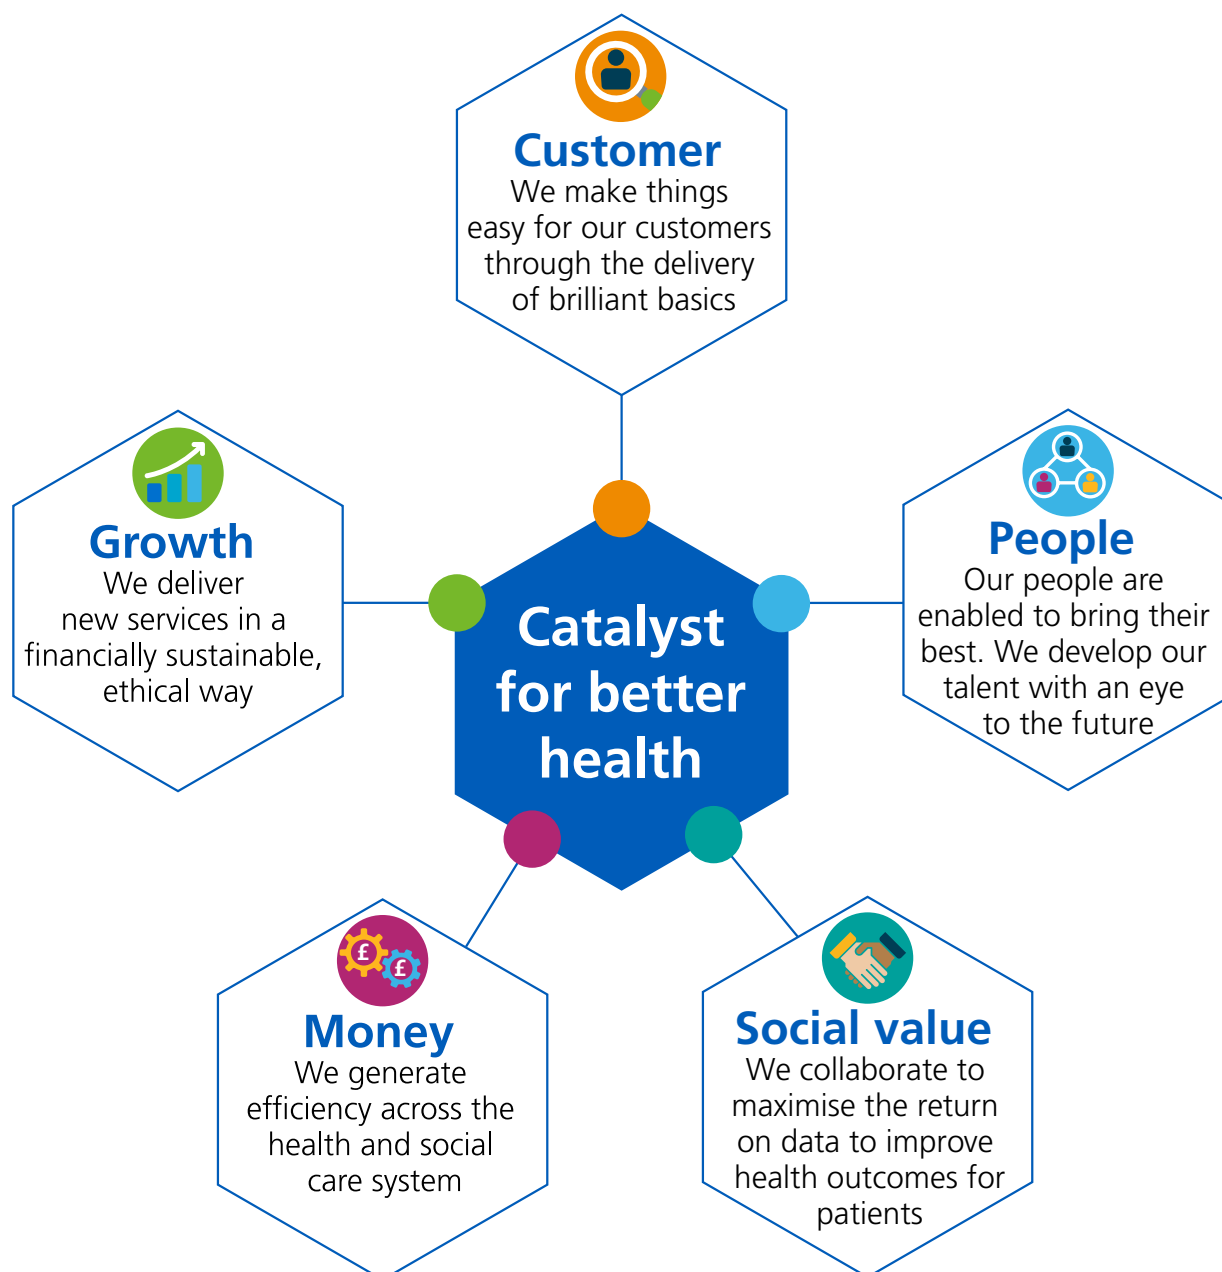 Customer
We make things
easy for our customers
through the delivery
of brilliant basics
Growth
We deliver
new services in a
financially sustainable,
ethical way
Catalyst
for better
health
People
Our people are
enabled to bring their
best. We develop our
talent with an eye
to the future
£
£
Money
We generate
efficiency across the
health and social
care system
Social value
We collaborate to
maximise the return
on data to improve
health outcomes for
patients